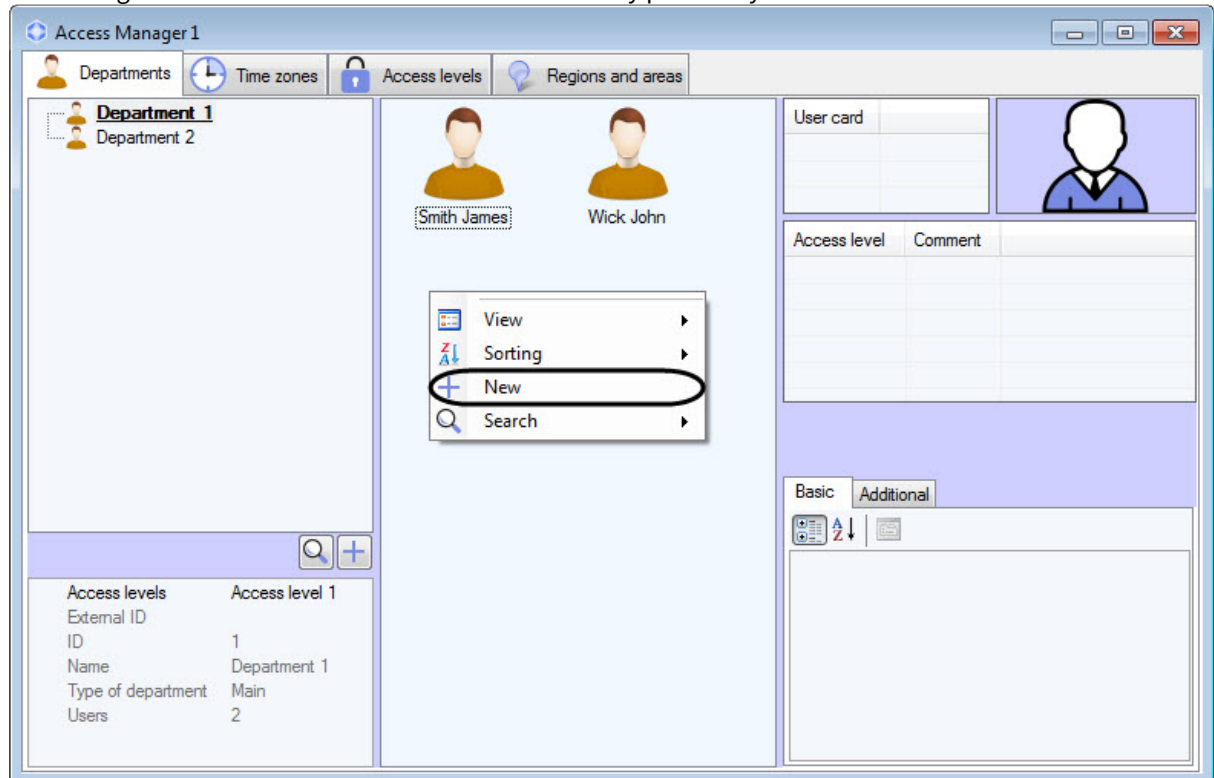 Access Manager 1
Departments Time zones Access levels Regions and areas
Department 1
Department 2
Smith James Wick John
View
Sorting
New
Search
User card
Access level Comment
Basic Additional
Access levels Access level 1
External ID
ID 1
Name Department 1
Type of department Main
Users 2